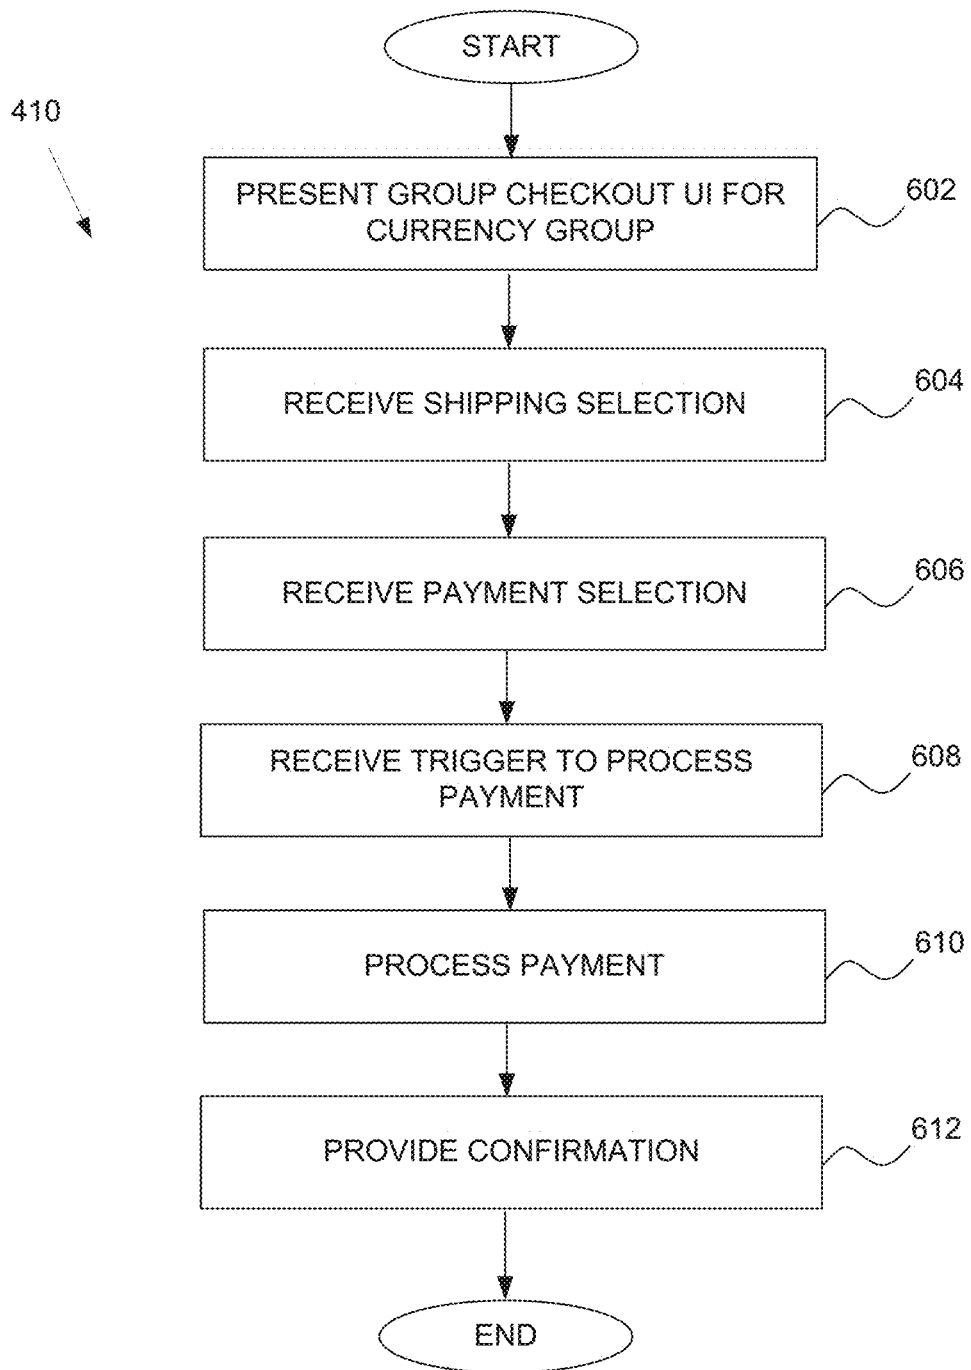 START
410
PRESENT GROUP CHECKOUT UI FOR
CURRENCY GROUP
602
RECEIVE SHIPPING SELECTION
604
RECEIVE PAYMENT SELECTION
606
RECEIVE TRIGGER TO PROCESS
PAYMENT
608
PROCESS PAYMENT
610
PROVIDE CONFIRMATION
612
END